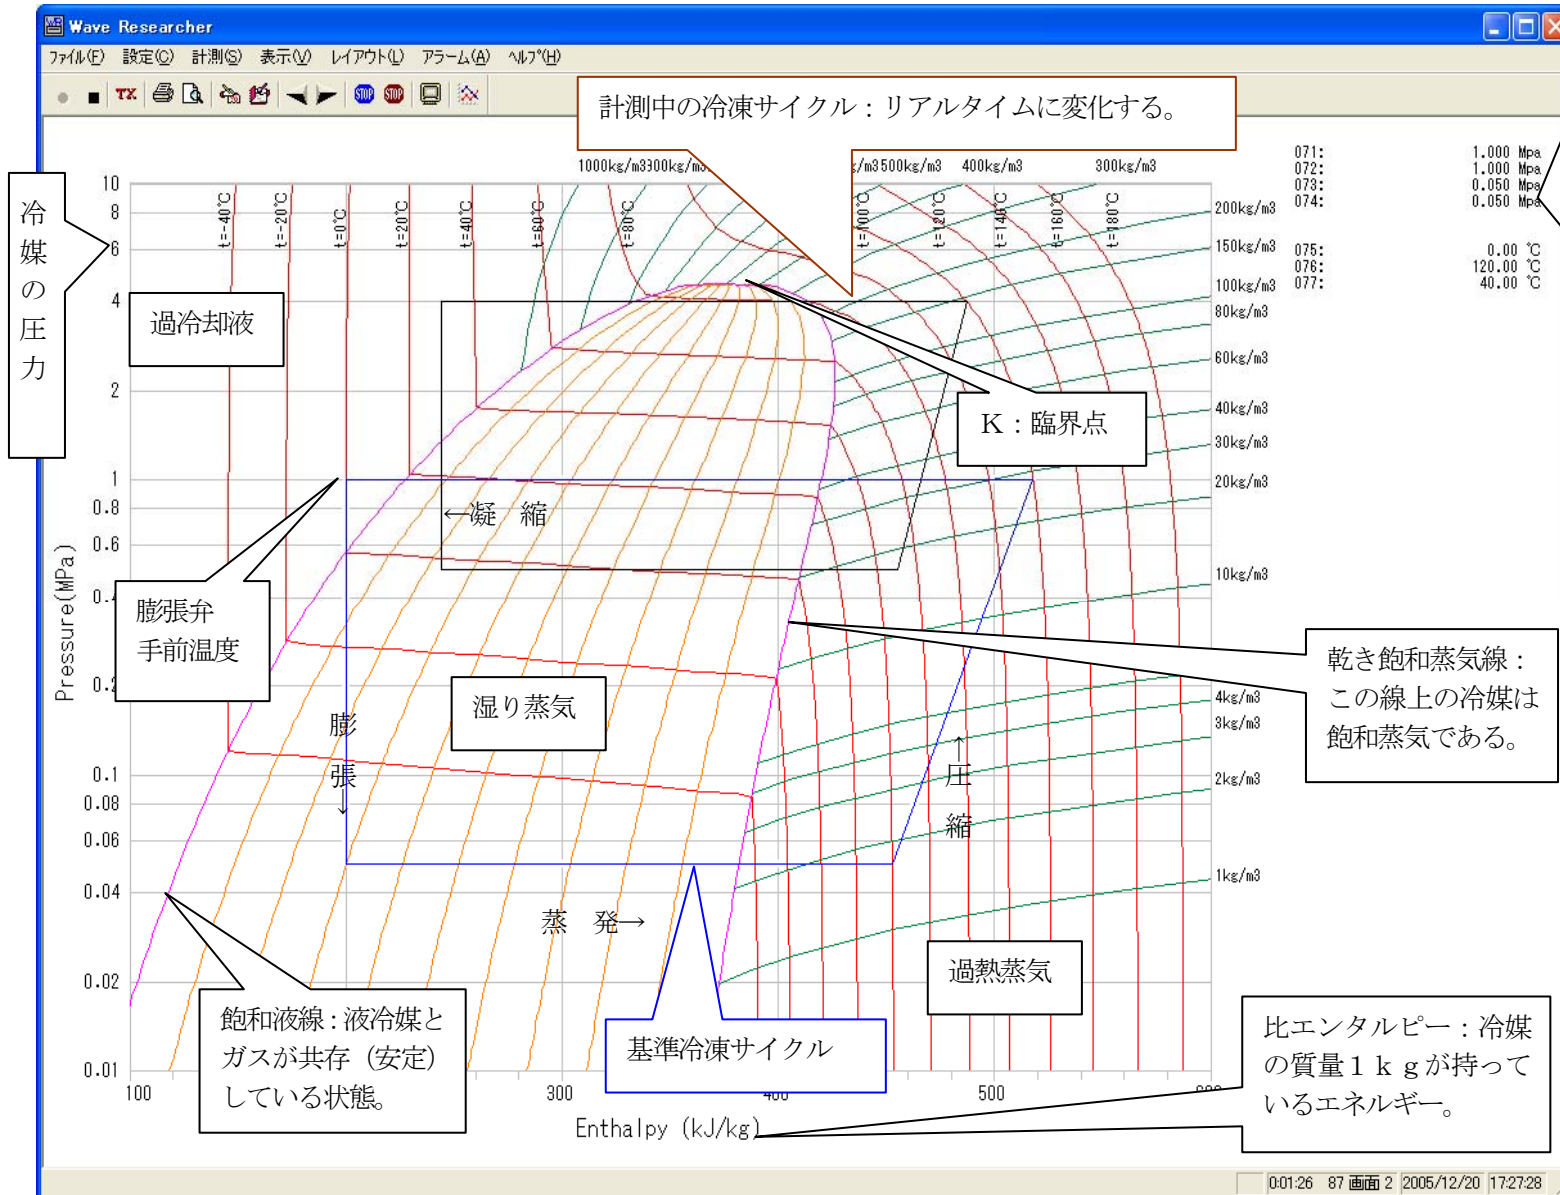 Wave Researcher
ﾌｧｲﾙ(F) 設定(C) 計測(S) 表示(V) ﾚｲｱｳﾄ(L) ｱﾗｰﾑ(A) ﾍﾙﾌﾟ(H)
TX STOP STOP
計測中の冷凍サイクル：リアルタイムに変化する。
1000kg/m3 900kg/m3 500kg/m3 400kg/m3 300kg/m3
071: 1.000 Mpa
072: 1.000 Mpa
073: 0.050 Mpa
074: 0.050 Mpa
075: 0.00 ℃
076: 120.00 ℃
077: 40.00 ℃
冷媒の圧力
10
8
6
4
2
1
0.8
0.6
0.2
0.1
0.08
0.06
0.04
0.02
0.01
Pressure(MPa)
t=-40℃ t=-20℃ t=0℃ t=20℃ t=40℃ t=60℃ t=80℃ t=100℃ t=120℃ t=140℃ t=160℃ t=180℃
200kg/m3
150kg/m3
100kg/m3
80kg/m3
60kg/m3
40kg/m3
30kg/m3
20kg/m3
10kg/m3
4kg/m3
3kg/m3
2kg/m3
1kg/m3
過冷却液
K：臨界点
←凝 縮
膨張弁
手前温度
湿り蒸気
膨張↓
↑圧縮
乾き飽和蒸気線：
この線上の冷媒は
飽和蒸気である。
蒸 発→
過熱蒸気
飽和液線：液冷媒と
ガスが共存（安定）
している状態。
基準冷凍サイクル
比エンタルピー：冷媒
の質量１ｋｇが持って
いるエネルギー。
100 300 400 500
Enthalpy (kJ/kg)
0:01:26 87 画面 2 2005/12/20 17:27:28